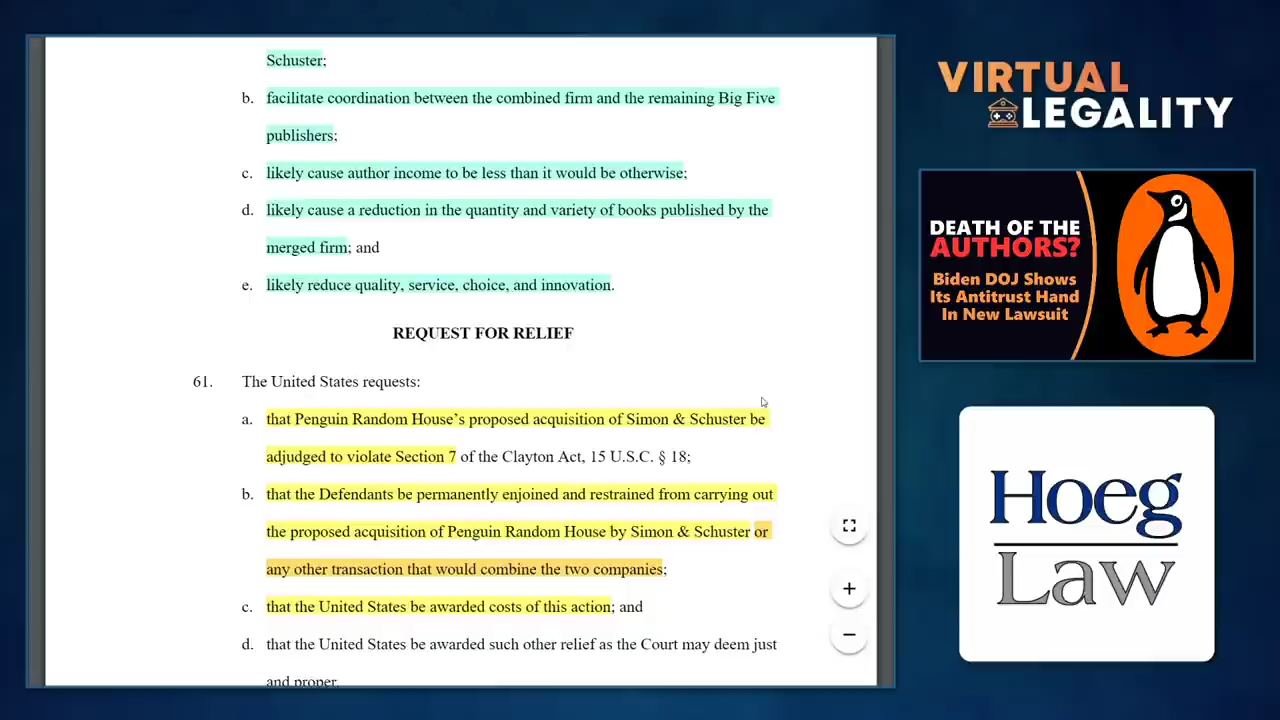 Schuster;
b. facilitate coordination between the combined firm and the remaining Big Five
publishers;
c. likely cause author income to be less than it would be otherwise;
d. likely cause a reduction in the quantity and variety of books published by the
merged firm; and
e. likely reduce quality, service, choice, and innovation.
REQUEST FOR RELIEF
61. The United States requests:
a. that Penguin Random House’s proposed acquisition of Simon & Schuster be
adjudged to violate Section 7 of the Clayton Act, 15 U.S.C. § 18;
b. that the Defendants be permanently enjoined and restrained from carrying out
the proposed acquisition of Penguin Random House by Simon & Schuster or
any other transaction that would combine the two companies;
c. that the United States be awarded costs of this action; and
d. that the United States be awarded such other relief as the Court may deem just
and proper.
VIRTUAL
LEGALITY
DEATH OF THE
AUTHORS?
Biden DOJ Shows
Its Antitrust Hand
In New Lawsuit
Hoeg
Law